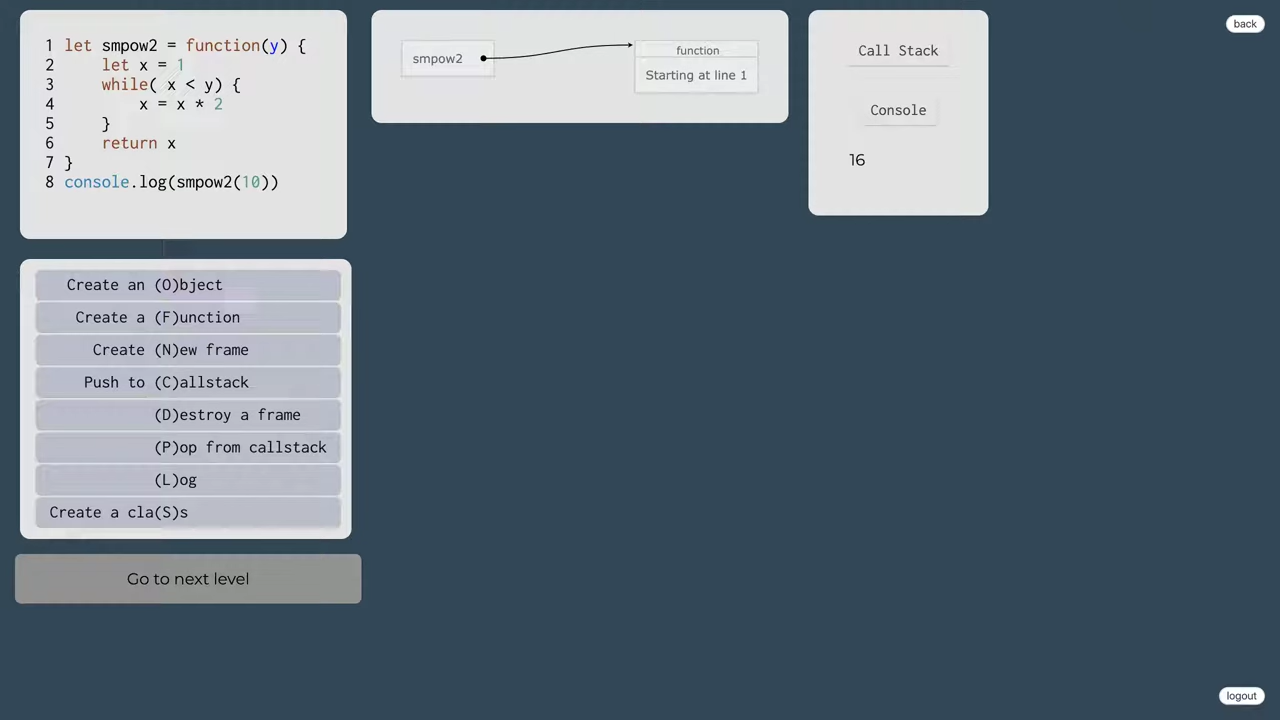 1 let smpow2 = function(y) {
2     let x = 1
3     while( x < y) {
4         x = x * 2
5     }
6     return x
7 }
8 console.log(smpow2(10))
smpow2
function
Starting at line 1
Call Stack
Console
16
back
Create an (O)bject
Create a (F)unction
Create (N)ew frame
Push to (C)allstack
(D)estroy a frame
(P)op from callstack
(L)og
Create a cla(S)s
Go to next level
logout